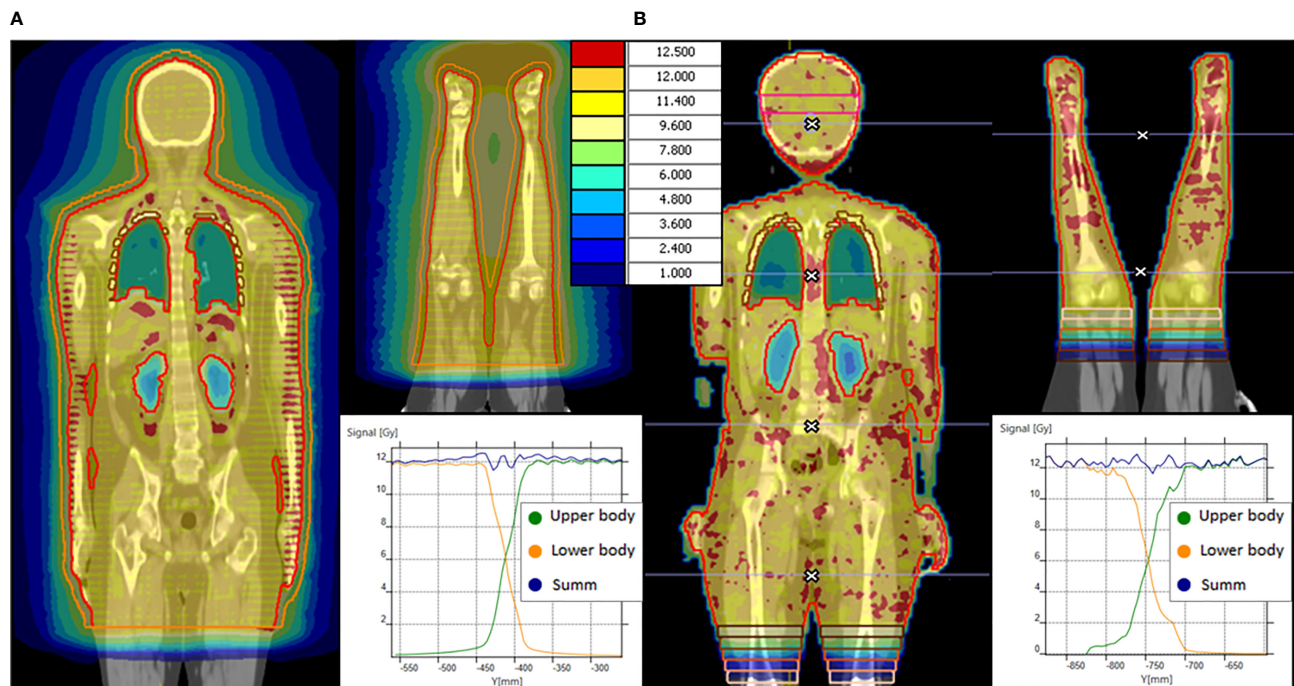 A
B
12.500
12.000
11.400
9.600
7.800
6.000
4.800
3.600
2.400
1.000
Signal [Gy]
12
10
8
6
4
2
-550
-500
-450
-400
-350
-300
Y[mm]
Upper body
Lower body
Summ
Signal [Gy]
12
10
8
6
4
2
0
-850
-800
-750
-700
-650
Y[mm]
Upper body
Lower body
Summ